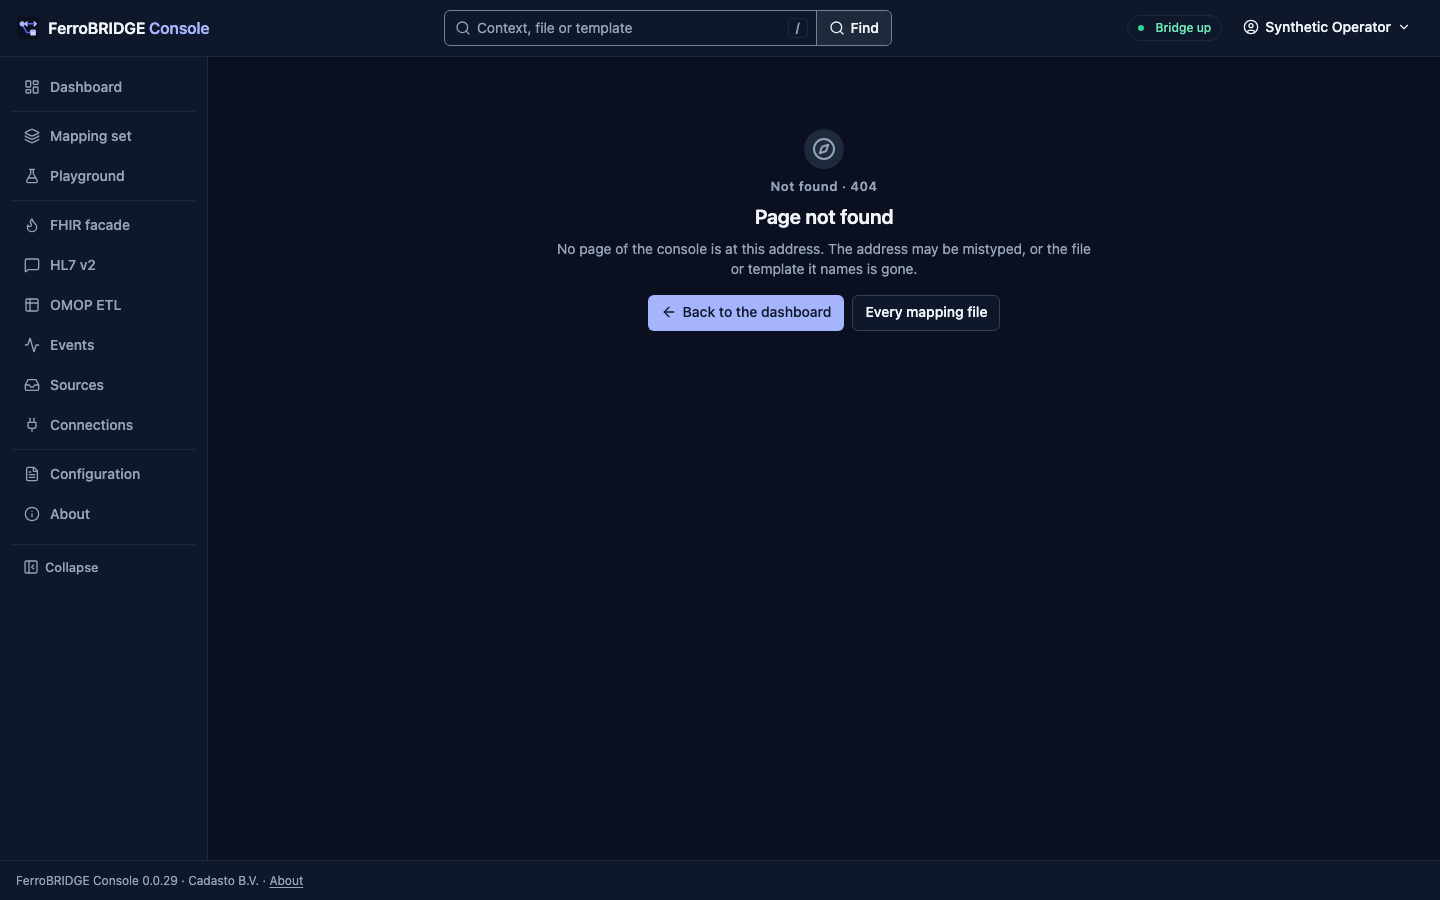 FerroBRIDGE Console
Context, file or template
/
Find
Bridge up
Synthetic Operator
Dashboard
Mapping set
Playground
FHIR facade
HL7 v2
OMOP ETL
Events
Sources
Connections
Configuration
About
Collapse
Not found · 404
Page not found
No page of the console is at this address. The address may be mistyped, or the file
or template it names is gone.
Back to the dashboard
Every mapping file
FerroBRIDGE Console 0.0.29 · Cadasto B.V. · About